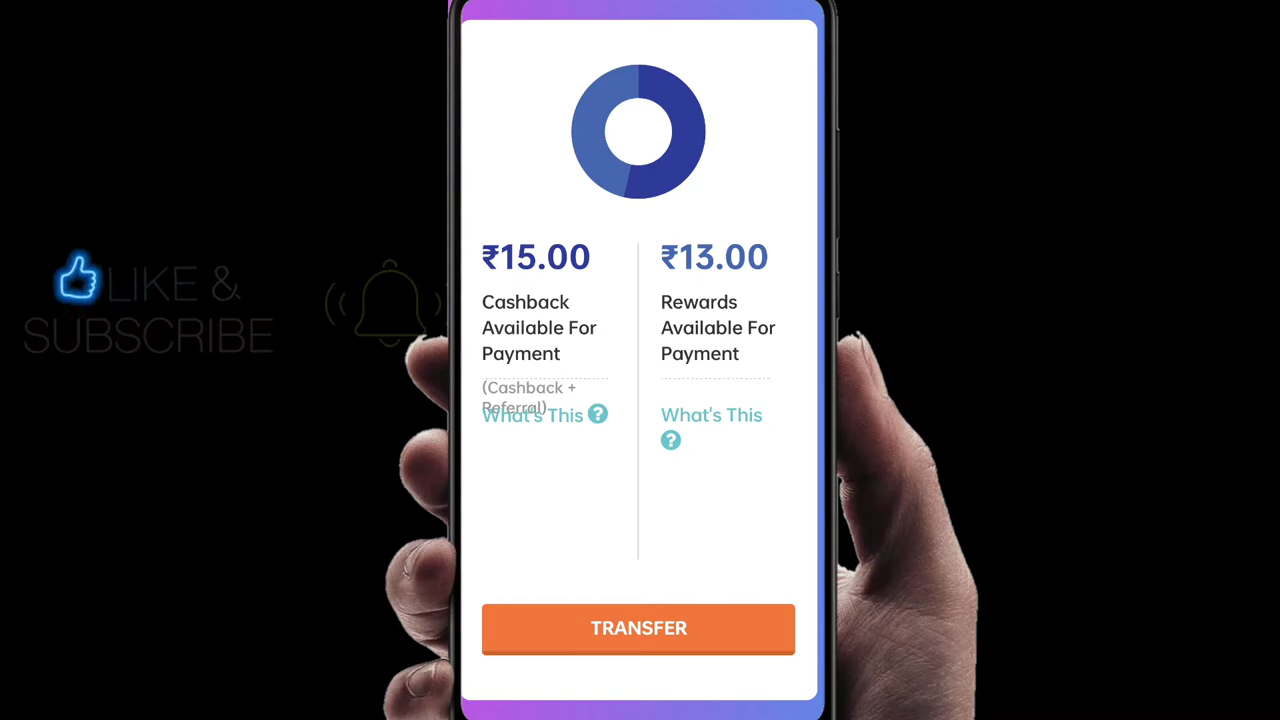 LIKE &
SUBSCRIBE
₹15.00
Cashback
Available For
Payment
(Cashback +
Referral)
What's This ?
₹13.00
Rewards
Available For
Payment
What's This
?
TRANSFER